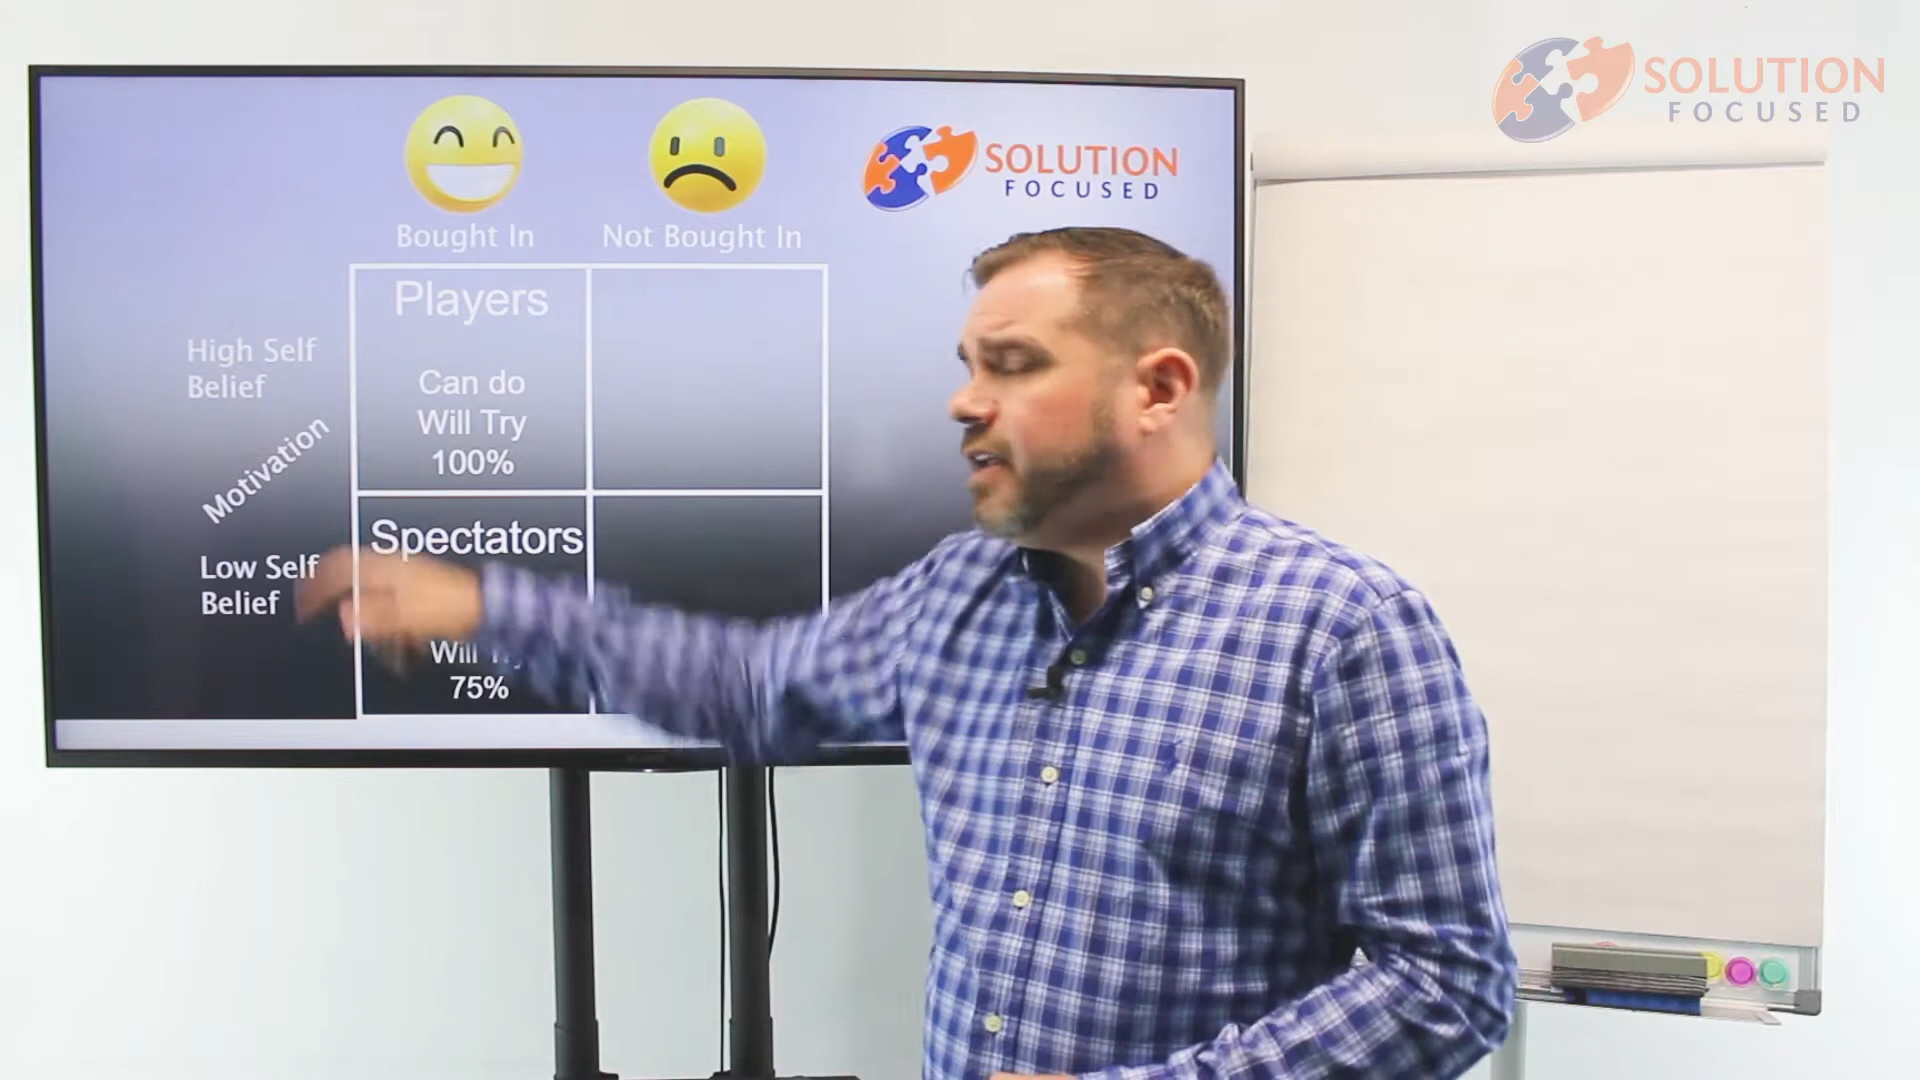 SOLUTION
FOCUSED
SOLUTION
FOCUSED
Bought In
Not Bought In
Players
High Self
Belief
Can do
Will Try
100%
Motivation
Spectators
Low Self
Belief
Will
75%